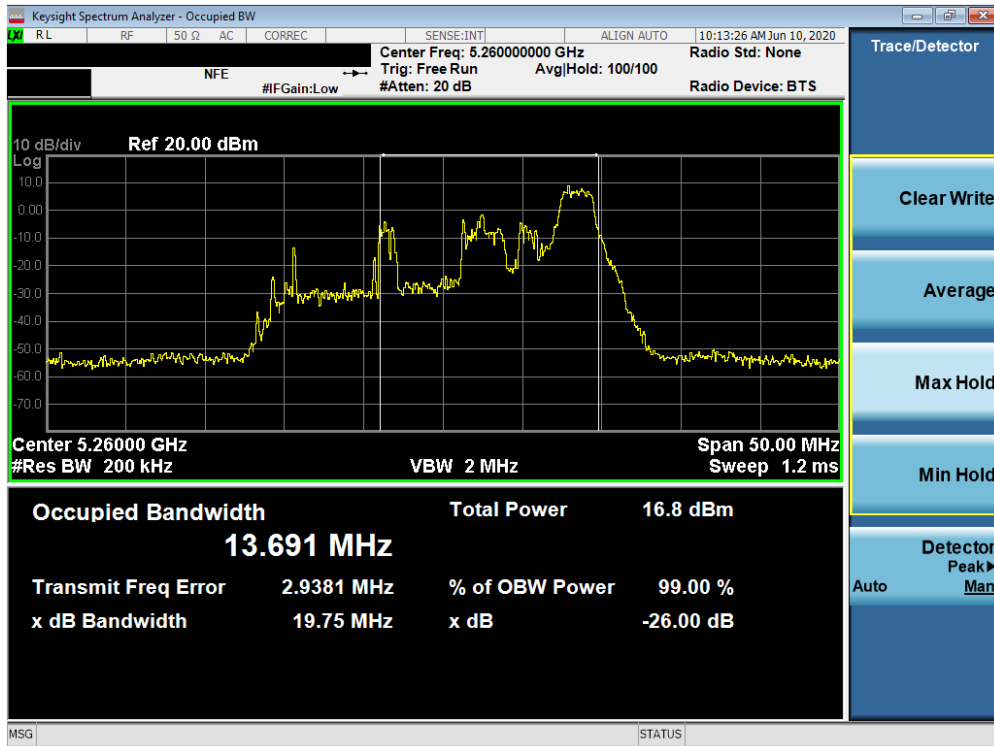 Keysight Spectrum Analyzer - Occupied BW
LXI RL RF 50 Ω AC CORREC SENSE:INT ALIGN AUTO 10:13:26 AM Jun 10, 2020
Center Freq: 5.260000000 GHz Radio Std: None
NFE Trig: Free Run Avg|Hold: 100/100
#IFGain:Low #Atten: 20 dB Radio Device: BTS
Trace/Detector
10 dB/div Ref 20.00 dBm
Log
10.0
0.00
-10.0
-20.0
-30.0
-40.0
-50.0
-60.0
-70.0
Center 5.26000 GHz Span 50.00 MHz
#Res BW 200 kHz VBW 2 MHz Sweep 1.2 ms
Occupied Bandwidth Total Power 16.8 dBm
13.691 MHz
Transmit Freq Error 2.9381 MHz % of OBW Power 99.00 %
x dB Bandwidth 19.75 MHz x dB -26.00 dB
Clear Write
Average
Max Hold
Min Hold
Detector
Peak▶
Auto Man
MSG STATUS